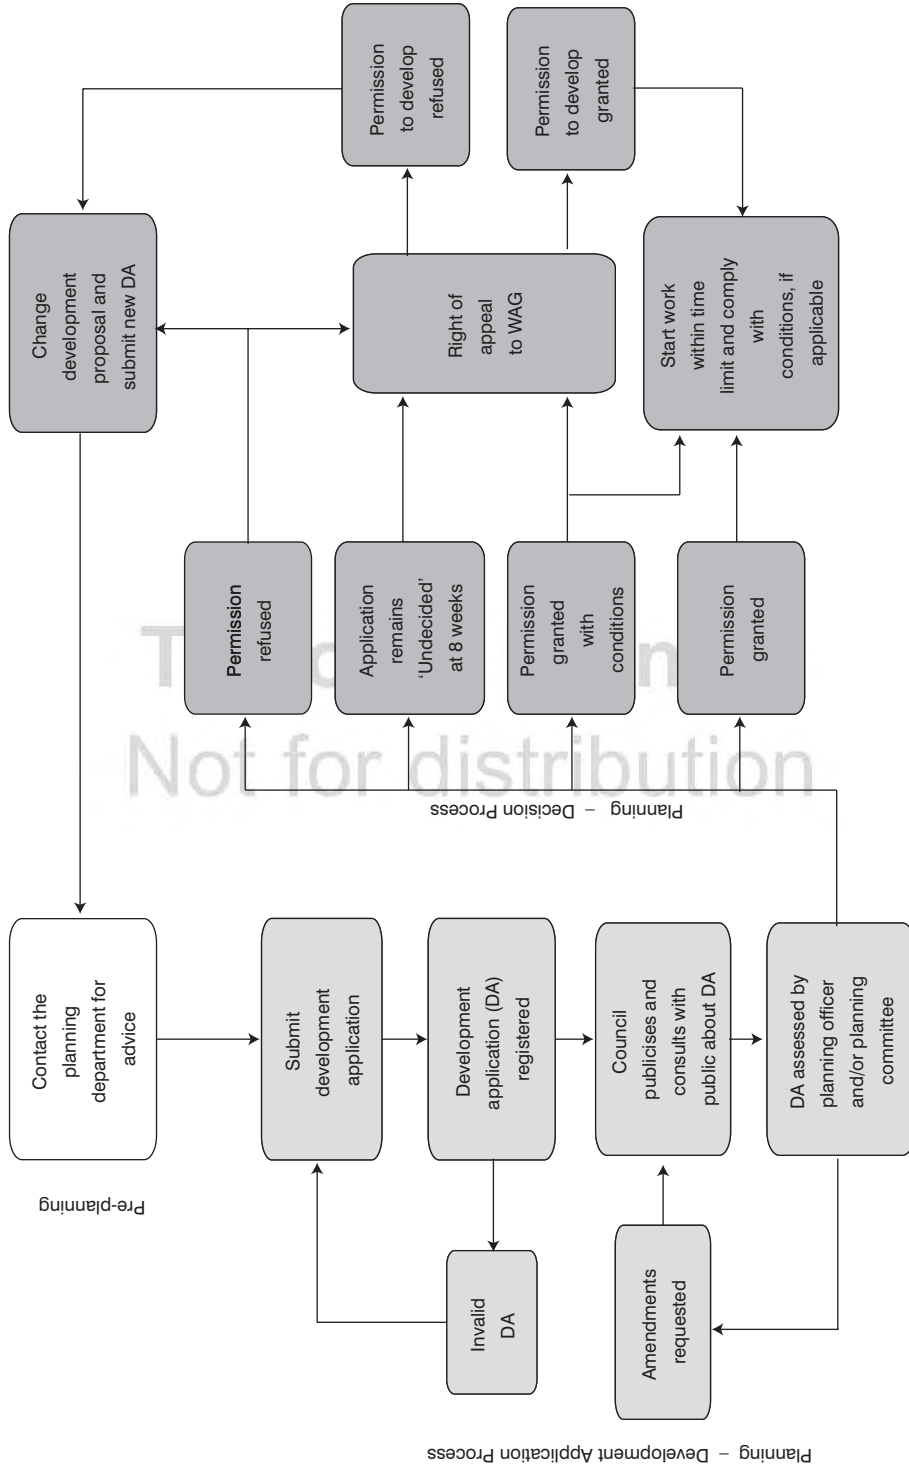 Pre-planning
Contact the
planning
department for
advice
Change
development
proposal and
submit new DA
Planning – Development Application Process
Submit
development
application
Invalid
DA
Development
application (DA)
registered
Council
publicises and
consults with
public about DA
Amendments
requested
DA assessed by
planning officer
and/or planning
committee
Planning – Decision Process
Permission
refused
Application
remains
‘Undecided’
at 8 weeks
Permission
granted
with
conditions
Permission
granted
Right of
appeal
to WAG
Start work
within time
limit and comply
with
conditions, if
applicable
Permission
to develop
refused
Permission
to develop
granted
Not for distribution